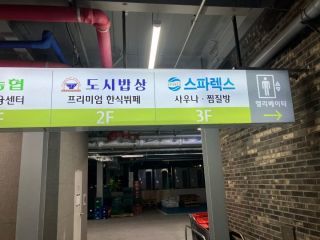 농협
센터
F
도시밥상
프리미엄 한식뷔페
2F
스파렉스
사우나 · 찜질방
3F
엘리베이터
→